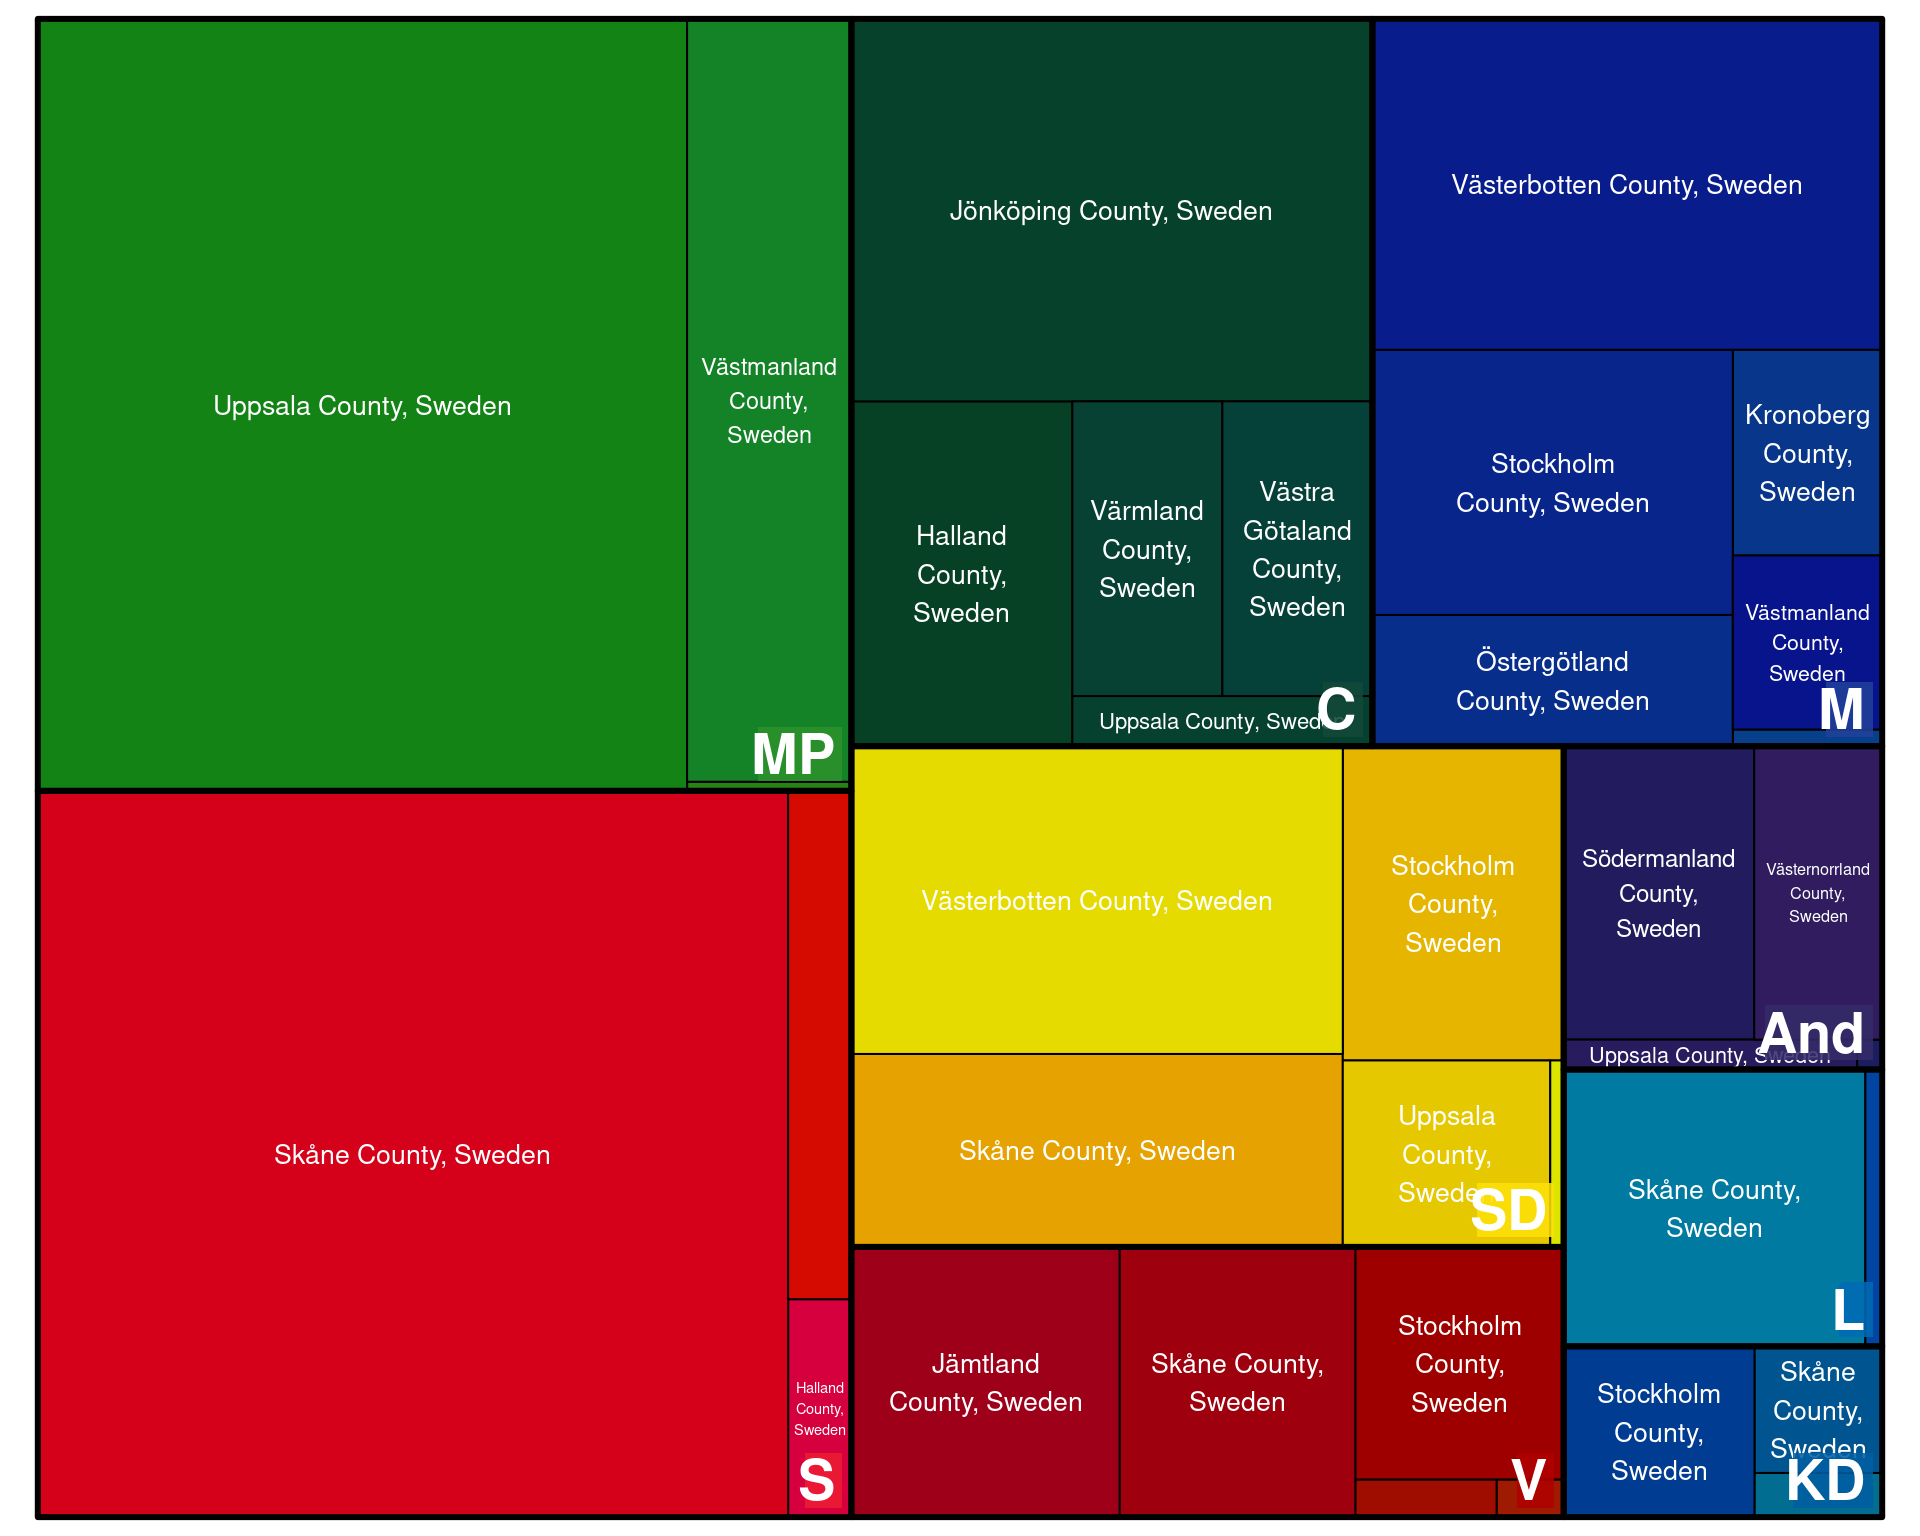 Uppsala County, Sweden
Västmanland
County,
Sweden
MP
Skåne County, Sweden
Halland
County,
Sweden
S
Jönköping County, Sweden
Halland
County,
Sweden
Värmland
County,
Sweden
Västra
Götaland
County,
Sweden
Uppsala County, Sweden
C
Västerbotten County, Sweden
Stockholm
County, Sweden
Östergötland
County, Sweden
Kronoberg
County,
Sweden
Västmanland
County,
Sweden
M
Västerbotten County, Sweden
Skåne County, Sweden
Stockholm
County,
Sweden
Uppsala
County,
Sweden
SD
Jämtland
County, Sweden
Skåne County,
Sweden
Stockholm
County,
Sweden
V
Södermanland
County,
Sweden
Västernorrland
County,
Sweden
Uppsala County, Sweden
And
Skåne County,
Sweden
L
Stockholm
County,
Sweden
Skåne
County,
Sweden
KD